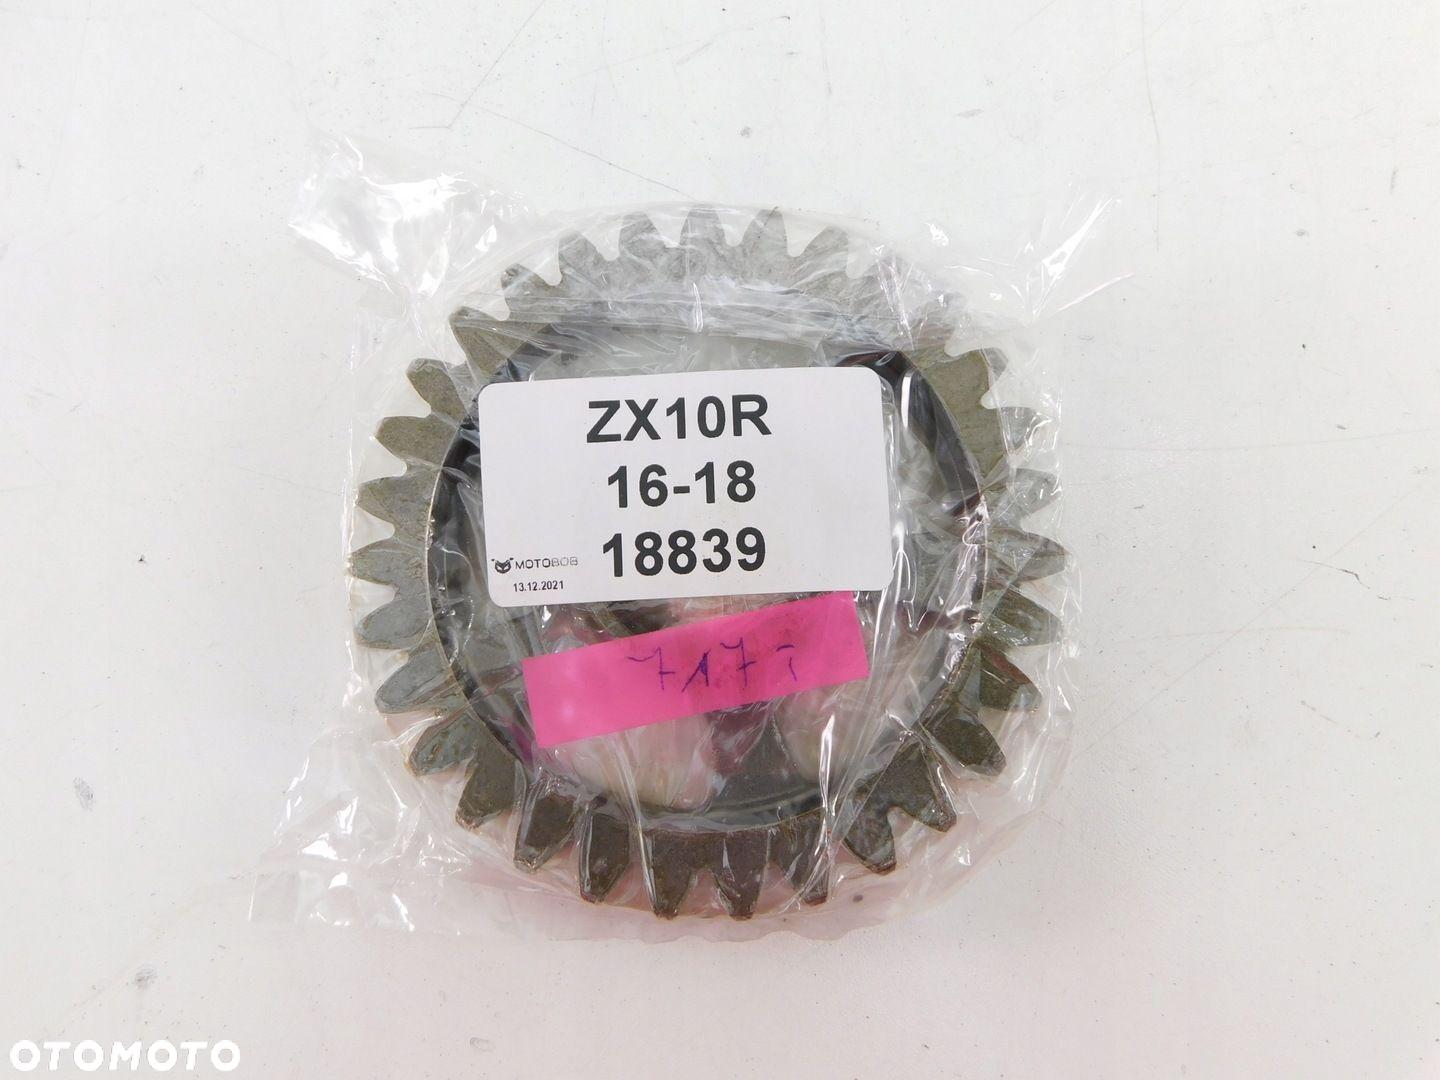 ZX10R
16-18
18839
MOTOBOB
13.12.2021
OTOMOTO